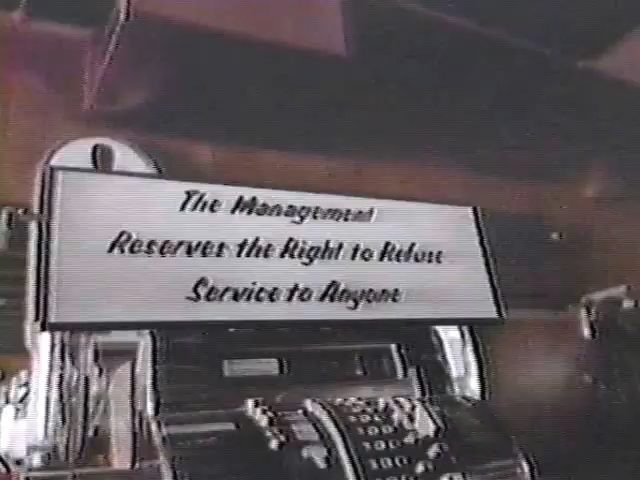 The Management
Reserves the Right to Refuse
Service to Anyone